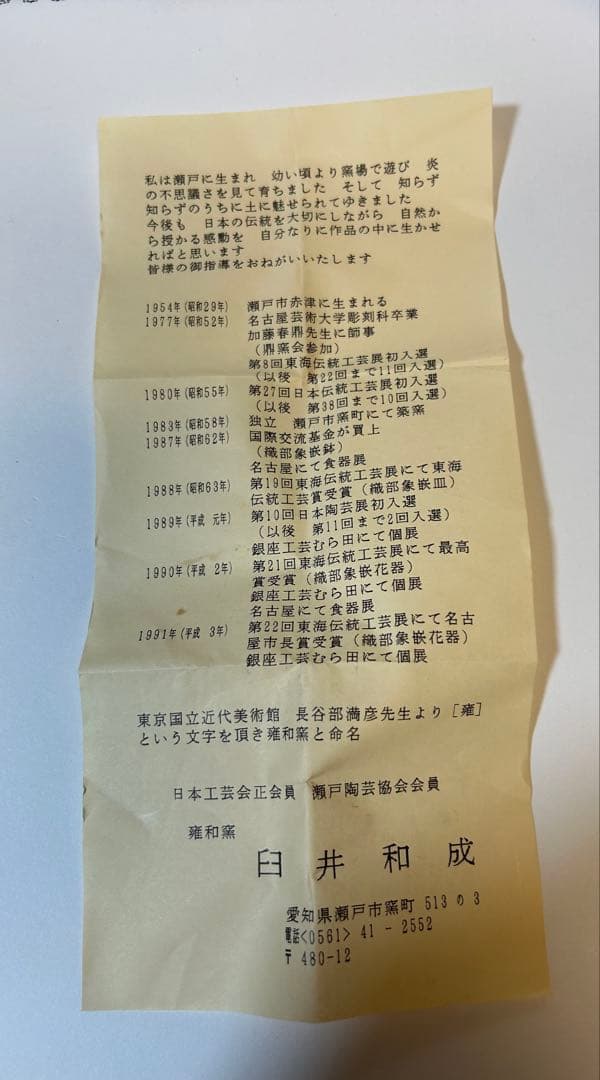 私は瀬戸に生まれ　幼い頃より窯場で遊び　炎
の不思議さを見て育ちました　そして　知らず
知らずのうちに土に魅せられてゆきました
今後も　日本の伝統を大切にしながら　自然か
ら授かる感動を　自分なりに作品の中に生かせ
ればと思います
皆様の御指導をおねがいいたします
1954年(昭和29年)　瀬戸市赤津に生まれる
1977年(昭和52年)　名古屋芸術大学彫刻科卒業
加藤春鼎先生に師事
(鼎窯会参加)
第8回東海伝統工芸展初入選
(以後　第22回まで11回入選)
1980年(昭和55年)　第27回日本伝統工芸展初入選
(以後　第38回まで10回入選)
1983年(昭和58年)　独立　瀬戸市窯町にて築窯
1987年(昭和62年)　国際交流基金が買上
(織部象嵌鉢)
名古屋にて食器展
1988年(昭和63年)　第19回東海伝統工芸展にて東海
伝統工芸賞受賞(織部象嵌皿)
1989年(平成　元年)　第10回日本陶芸展初入選
(以後　第11回まで2回入選)
銀座工芸むら田にて個展
1990年(平成　2年)　第21回東海伝統工芸展にて最高
賞受賞(織部象嵌花器)
銀座工芸むら田にて個展
名古屋にて食器展
1991年(平成　3年)　第22回東海伝統工芸展にて名古
屋市長賞受賞(織部象嵌花器)
銀座工芸むら田にて個展
東京国立近代美術館　長谷部満彦先生より[雍]
という文字を頂き雍和窯と命名
日本工芸会正会員　瀬戸陶芸協会会員
雍和窯
臼井和成
愛知県瀬戸市窯町 513 の 3
電話<0561> 41 - 2552
〒 480-12